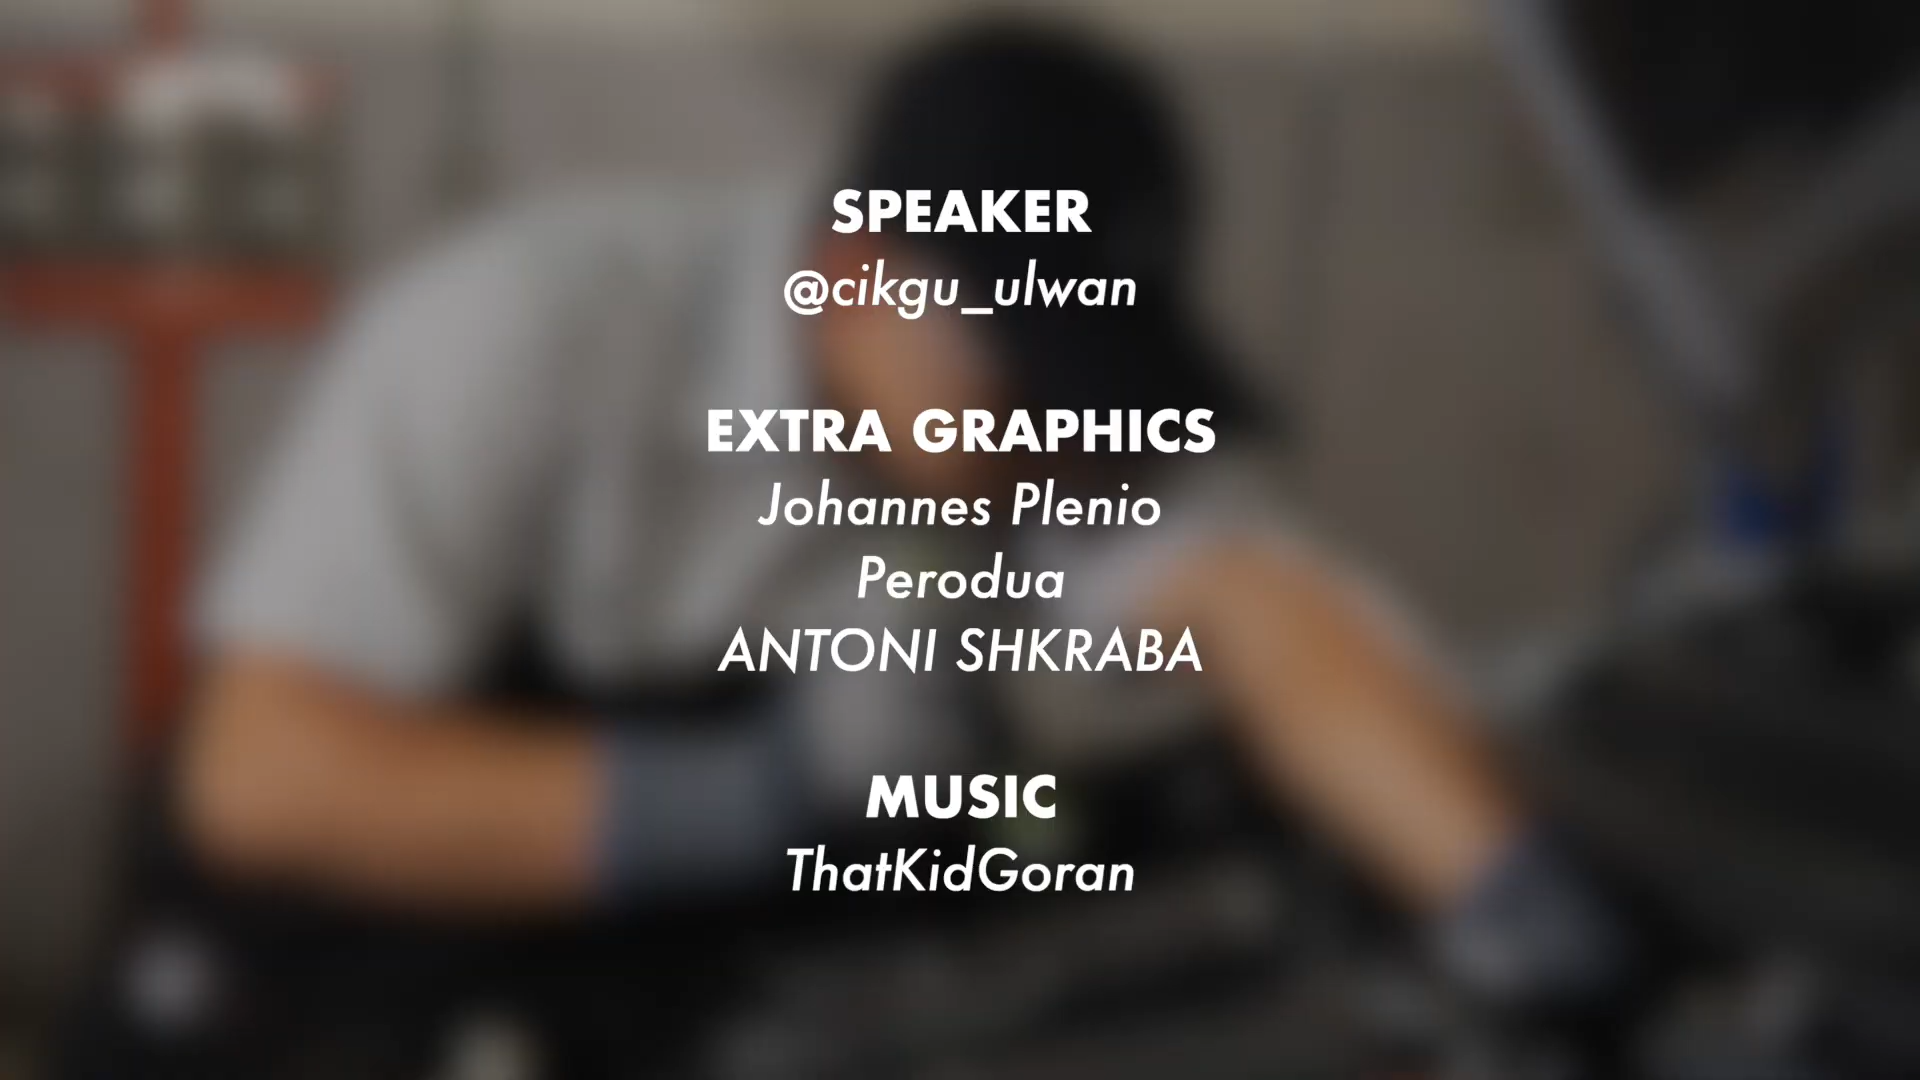 SPEAKER
@cikgu_ulwan
EXTRA GRAPHICS
Johannes Plenio
Perodua
ANTONI SHKRABA
MUSIC
ThatKidGoran